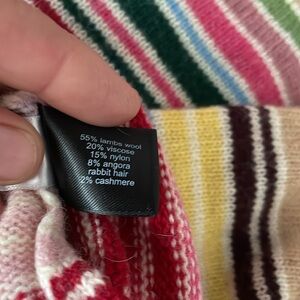 55% lambs wool
20% viscose
15% nylon
8% angora
rabbit hair
2% cashmere